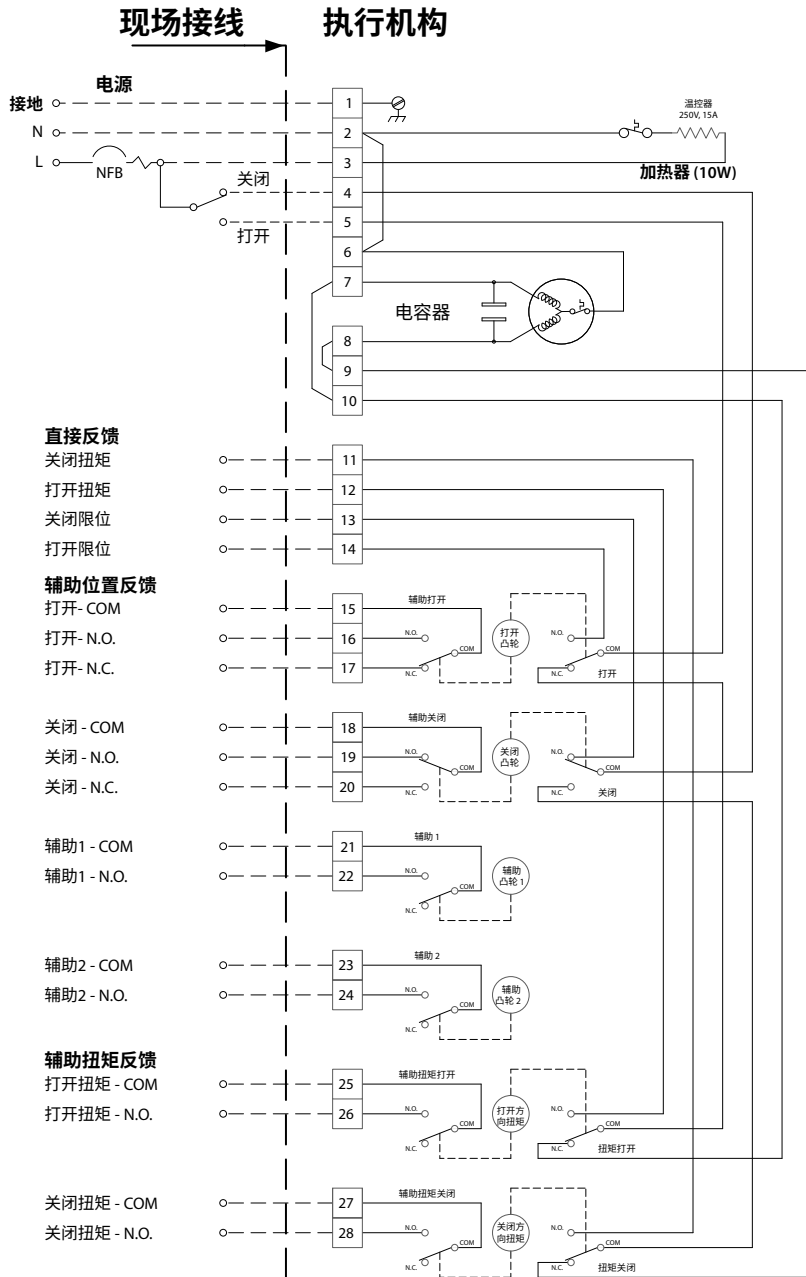 现场接线 执行机构
电源
接地
N
L
NFB
关闭
打开
1
2
3
4
5
6
7
8
9
10
温控器
250V, 15A
加热器 (10W)
电容器
直接反馈
关闭扭矩 11
打开扭矩 12
关闭限位 13
打开限位 14
辅助位置反馈
打开- COM 15 辅助打开
打开- N.O. 16 N.O. COM 打开 凸轮 N.O. COM
打开- N.C. 17 N.C. N.C. 打开
关闭 - COM 18 辅助关闭
关闭 - N.O. 19 N.O. COM 关闭 凸轮 N.O. COM
关闭 - N.C. 20 N.C. N.C. 关闭
辅助1 - COM 21 辅助 1
辅助1 - N.O. 22 N.O. COM 辅助 凸轮 1
N.C.
辅助2 - COM 23 辅助 2
辅助2 - N.O. 24 N.O. COM 辅助 凸轮 2
N.C.
辅助扭矩反馈
打开扭矩 - COM 25 辅助扭矩打开
打开扭矩 - N.O. 26 N.O. COM 打开方 向扭矩 N.O. COM
N.C. N.C. 扭矩打开
关闭扭矩 - COM 27 辅助扭矩关闭
关闭扭矩 - N.O. 28 N.O. COM 关闭方 向扭矩 N.O. COM
N.C. N.C. 扭矩关闭